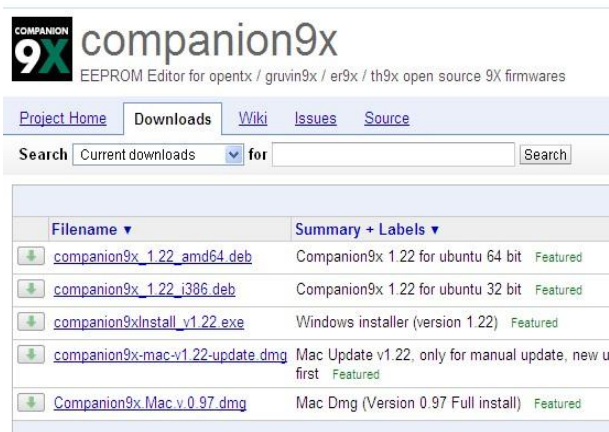 COMPANION
9X
companion9x
EEPROM Editor for opentx / gruvin9x / er9x / th9x open source 9X firmwares
Project Home Downloads Wiki Issues Source
Search Current downloads for Search
Filename ▼ Summary + Labels ▼
companion9x_1.22_amd64.deb Companion9x 1.22 for ubuntu 64 bit Featured
companion9x_1.22_i386.deb Companion9x 1.22 for ubuntu 32 bit Featured
companion9xInstall_v1.22.exe Windows installer (version 1.22) Featured
companion9x-mac-v1.22-update.dmg Mac Update v1.22, only for manual update, new
first Featured
Companion9x.Mac.v.0.97.dmg Mac Dmg (Version 0.97 Full install) Featured